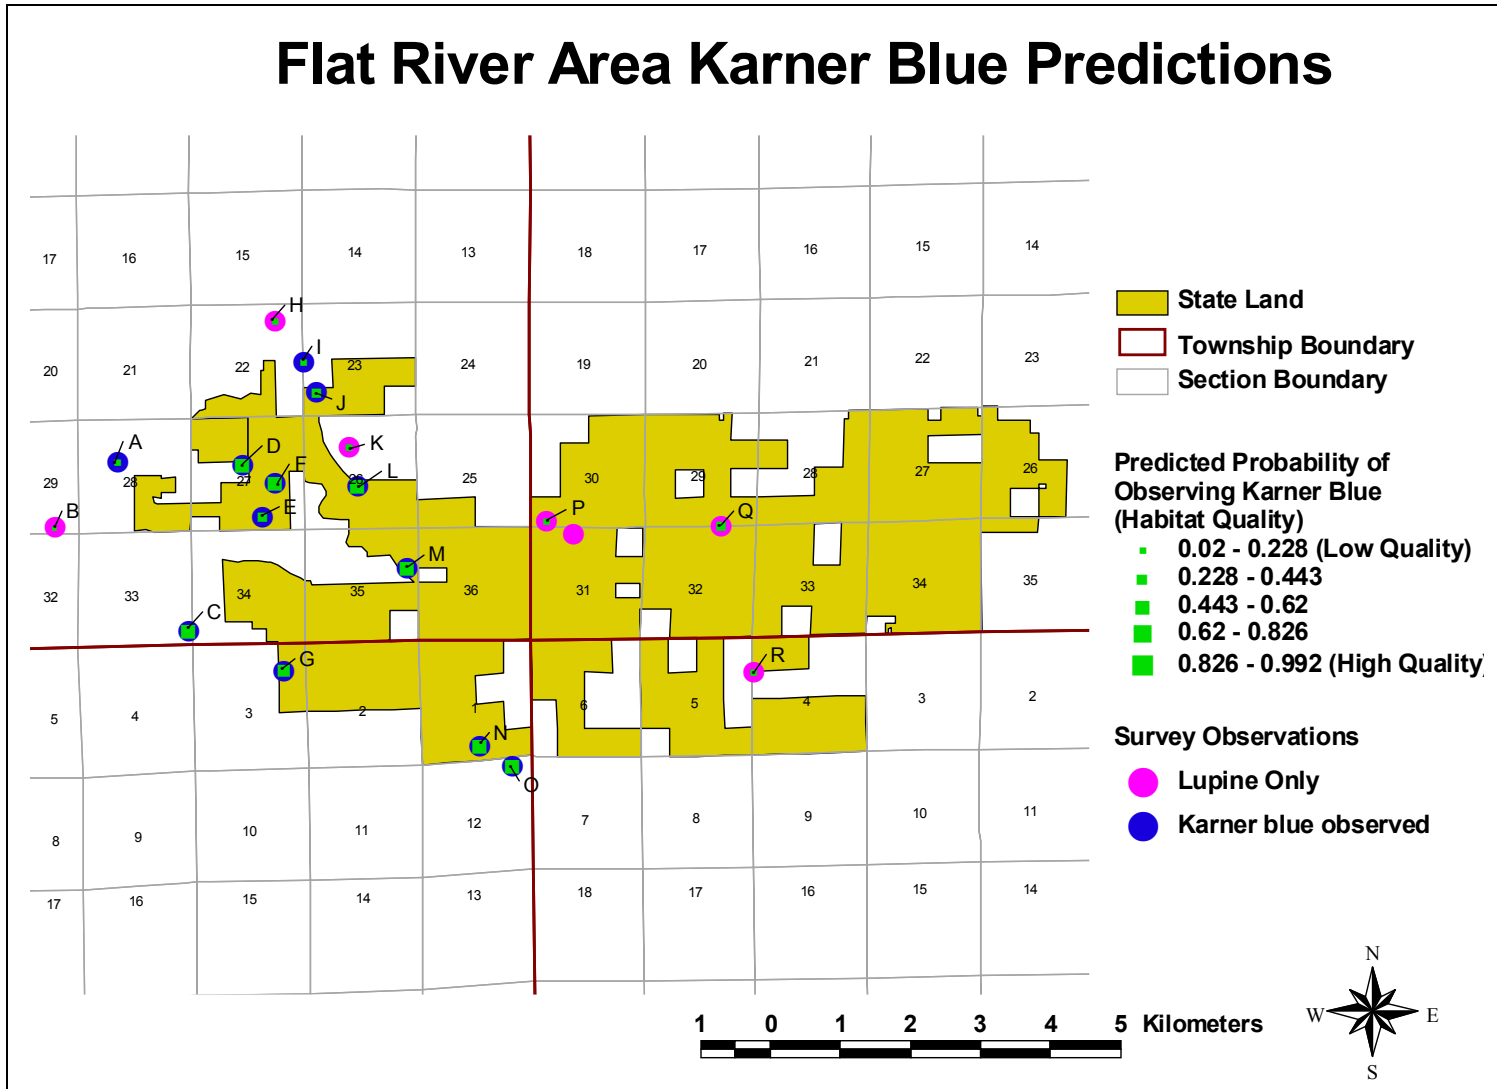 Flat River Area Karner Blue Predictions
17 16 15 14 13 18 17 16 15 14
H
I
20 21 22 23 24 19 20 21 22 23
J
A D F K L
29 28 27 26 25 30 29 28 27 26
B E P Q
M
32 33 34 35 36 31 32 33 34 35
C
G R
5 4 3 2 1 6 5 4 3 2
N
O
8 9 10 11 12 7 8 9 10 11
17 16 15 14 13 18 17 16 15 14
State Land
Township Boundary
Section Boundary
Predicted Probability of
Observing Karner Blue
(Habitat Quality)
0.02 - 0.228 (Low Quality)
0.228 - 0.443
0.443 - 0.62
0.62 - 0.826
0.826 - 0.992 (High Quality)
Survey Observations
Lupine Only
Karner blue observed
1 0 1 2 3 4 5 Kilometers
N
W E
S